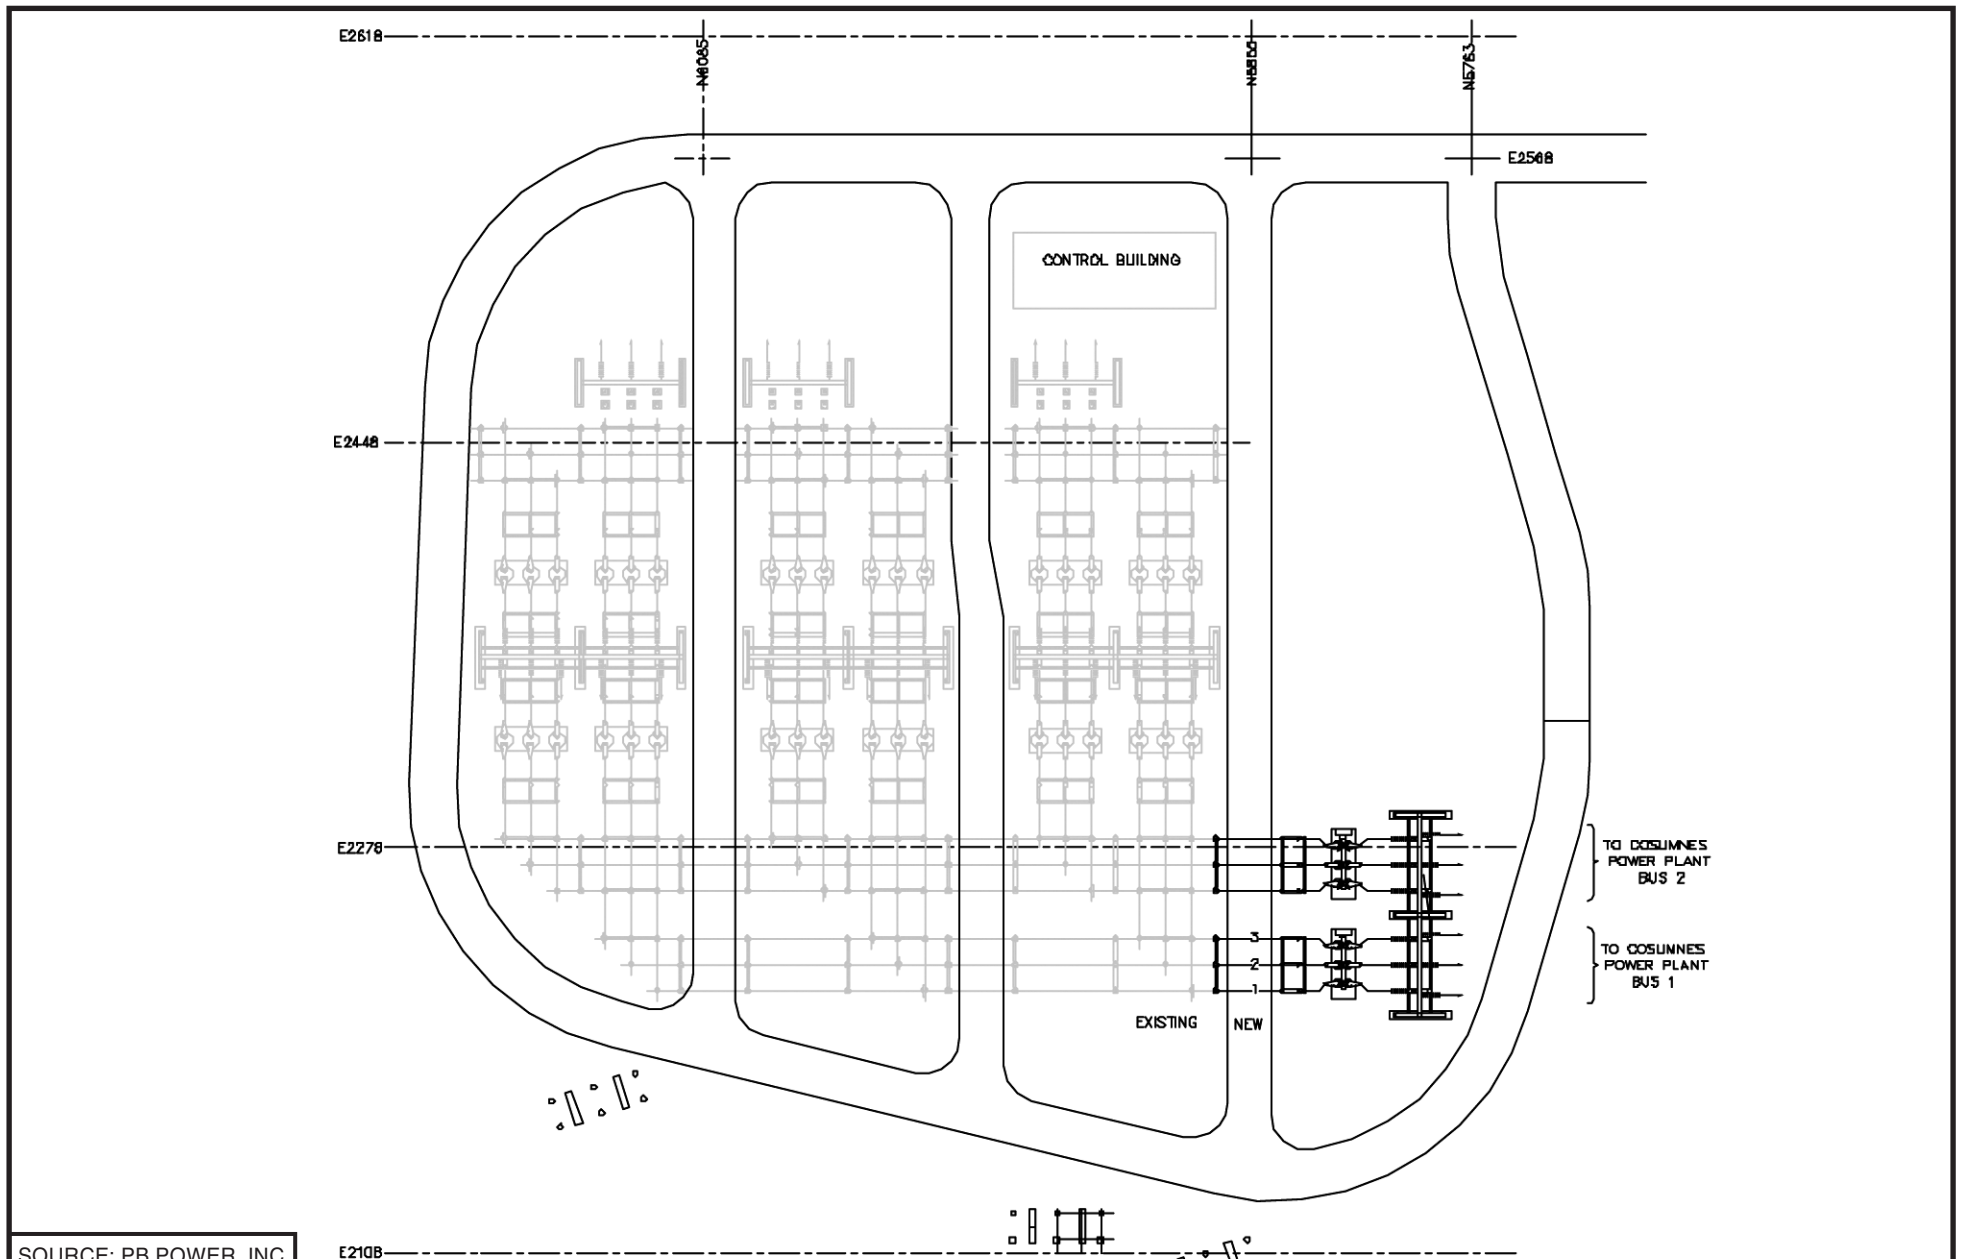 E2618
N6085
N5855
N5763
E2568
CONTROL BUILDING
E2448
E2278
TO COSUMNES
POWER PLANT
BUS 2
3
2
1
TO COSUMNES
POWER PLANT
BUS 1
EXISTING
NEW
SOURCE: PB POWER, INC
E2108